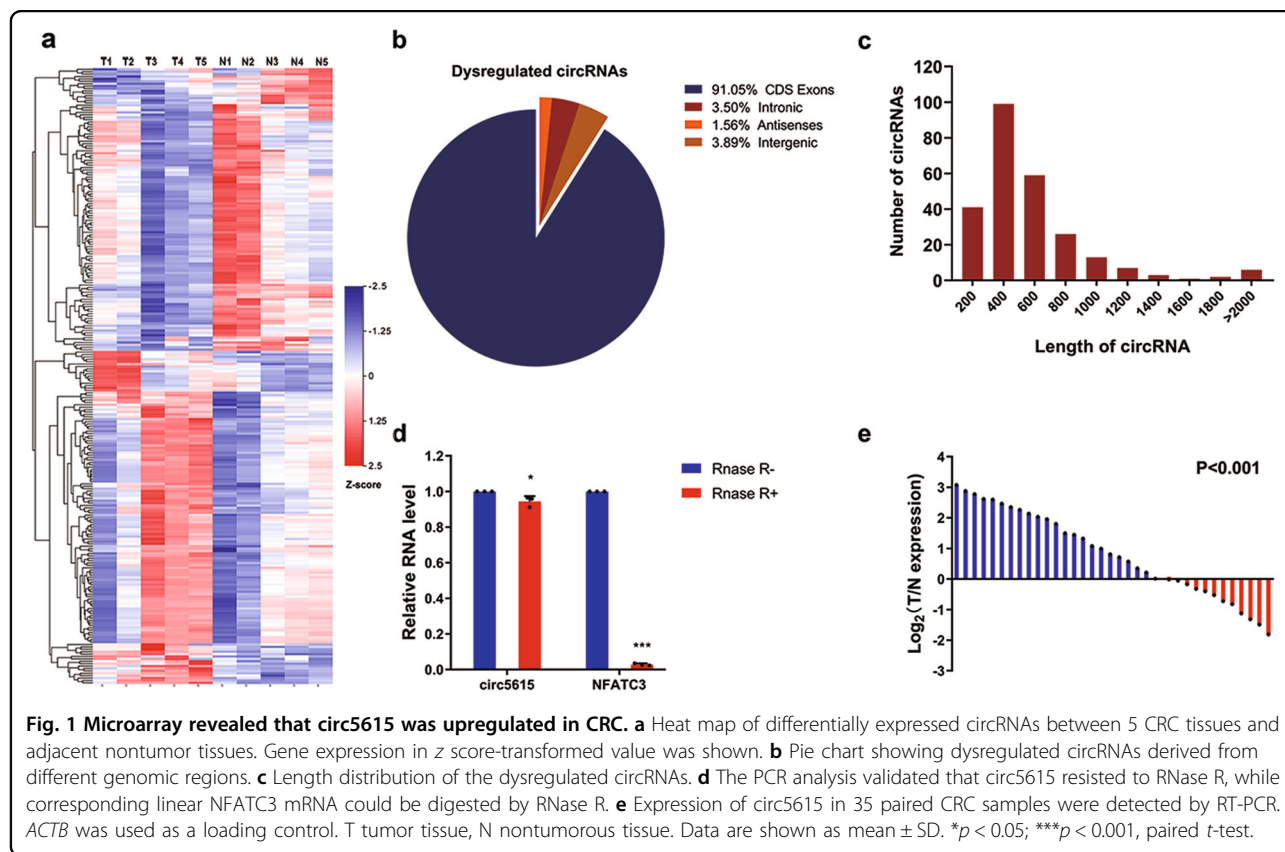 a
T1 T2 T3 T4 T5 N1 N2 N3 N4 N5
-2.5
-1.25
0
1.25
2.5
Z-score
b
Dysregulated circRNAs
91.05% CDS Exons
3.50% Intronic
1.56% Antisenses
3.89% Intergenic
c
Number of circRNAs
120
100
80
60
40
20
0
200 400 600 800 1000 1200 1400 1600 1800 >2000
Length of circRNA
d
Relative RNA level
1.2
1.0
0.8
0.6
0.4
0.2
0.0
*
***
circ5615 NFATC3
Rnase R-
Rnase R+
e
Log2(T/N expression)
P<0.001
4
3
2
1
0
-1
-2
-3
Fig. 1 Microarray revealed that circ5615 was upregulated in CRC. a Heat map of differentially expressed circRNAs between 5 CRC tissues and
adjacent nontumor tissues. Gene expression in z score-transformed value was shown. b Pie chart showing dysregulated circRNAs derived from
different genomic regions. c Length distribution of the dysregulated circRNAs. d The PCR analysis validated that circ5615 resisted to RNase R, while
corresponding linear NFATC3 mRNA could be digested by RNase R. e Expression of circ5615 in 35 paired CRC samples were detected by RT-PCR.
ACTB was used as a loading control. T tumor tissue, N nontumorous tissue. Data are shown as mean ± SD. *p < 0.05; ***p < 0.001, paired t-test.